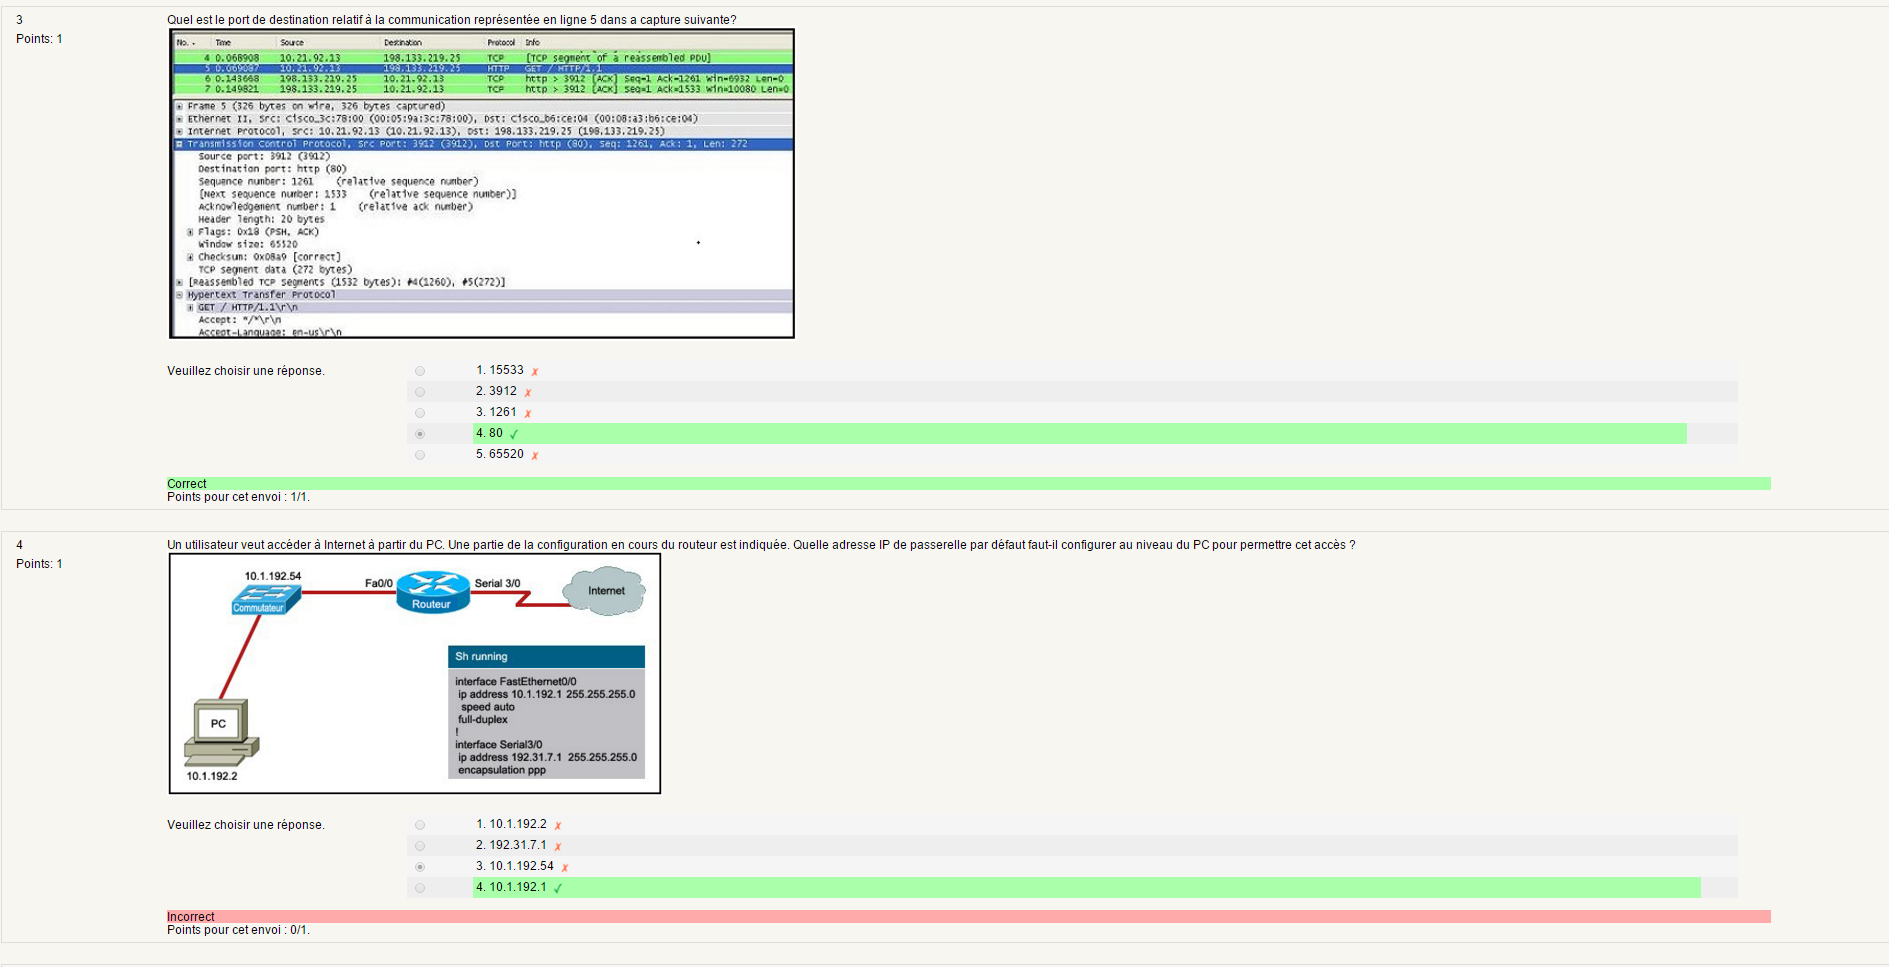 3
Quel est le port de destination relatif à la communication représentée en ligne 5 dans a capture suivante?
Points: 1
No. - Time Source Destination Protocol Info
4 0.068908 10.21.92.13 198.133.219.25 TCP [TCP segment of a reassembled PDU]
5 0.069087 10.21.92.13 198.133.219.25 HTTP GET / HTTP/1.1
6 0.143668 198.133.219.25 10.21.92.13 TCP http > 3912 [ACK] Seq=1 Ack=1261 Win=6932 Len=0
7 0.149821 198.133.219.25 10.21.92.13 TCP http > 3912 [ACK] Seq=1 Ack=1533 Win=10080 Len=0
Frame 5 (326 bytes on wire, 326 bytes captured)
Ethernet II, Src: Cisco_3c:78:00 (00:05:9a:3c:78:00), Dst: Cisco_b6:ce:04 (00:08:a3:b6:ce:04)
Internet Protocol, Src: 10.21.92.13 (10.21.92.13), Dst: 198.133.219.25 (198.133.219.25)
Transmission Control Protocol, Src Port: 3912 (3912), Dst Port: http (80), Seq: 1261, Ack: 1, Len: 272
Source port: 3912 (3912)
Destination port: http (80)
Sequence number: 1261 (relative sequence number)
[Next sequence number: 1533 (relative sequence number)]
Acknowledgement number: 1 (relative ack number)
Header length: 20 bytes
Flags: 0x18 (PSH, ACK)
Window size: 65520
Checksum: 0x08a9 [correct]
TCP segment data (272 bytes)
[Reassembled TCP Segments (1532 bytes): #4(1260), #5(272)]
Hypertext Transfer Protocol
GET / HTTP/1.1\r\n
Accept: */*\r\n
Accept-Language: en-us\r\n
Veuillez choisir une réponse.
1. 15533 ✗
2. 3912 ✗
3. 1261 ✗
4. 80 ✓
5. 65520 ✗
Correct
Points pour cet envoi : 1/1.
4
Un utilisateur veut accéder à Internet à partir du PC. Une partie de la configuration en cours du routeur est indiquée. Quelle adresse IP de passerelle par défaut faut-il configurer au niveau du PC pour permettre cet accès ?
Points: 1
10.1.192.54
Fa0/0
Serial 3/0
Internet
Commutateur
Routeur
Sh running
interface FastEthernet0/0
ip address 10.1.192.1 255.255.255.0
speed auto
full-duplex
!
interface Serial3/0
ip address 192.31.7.1 255.255.255.0
encapsulation ppp
PC
10.1.192.2
Veuillez choisir une réponse.
1. 10.1.192.2 ✗
2. 192.31.7.1 ✗
3. 10.1.192.54 ✗
4. 10.1.192.1 ✓
Incorrect
Points pour cet envoi : 0/1.